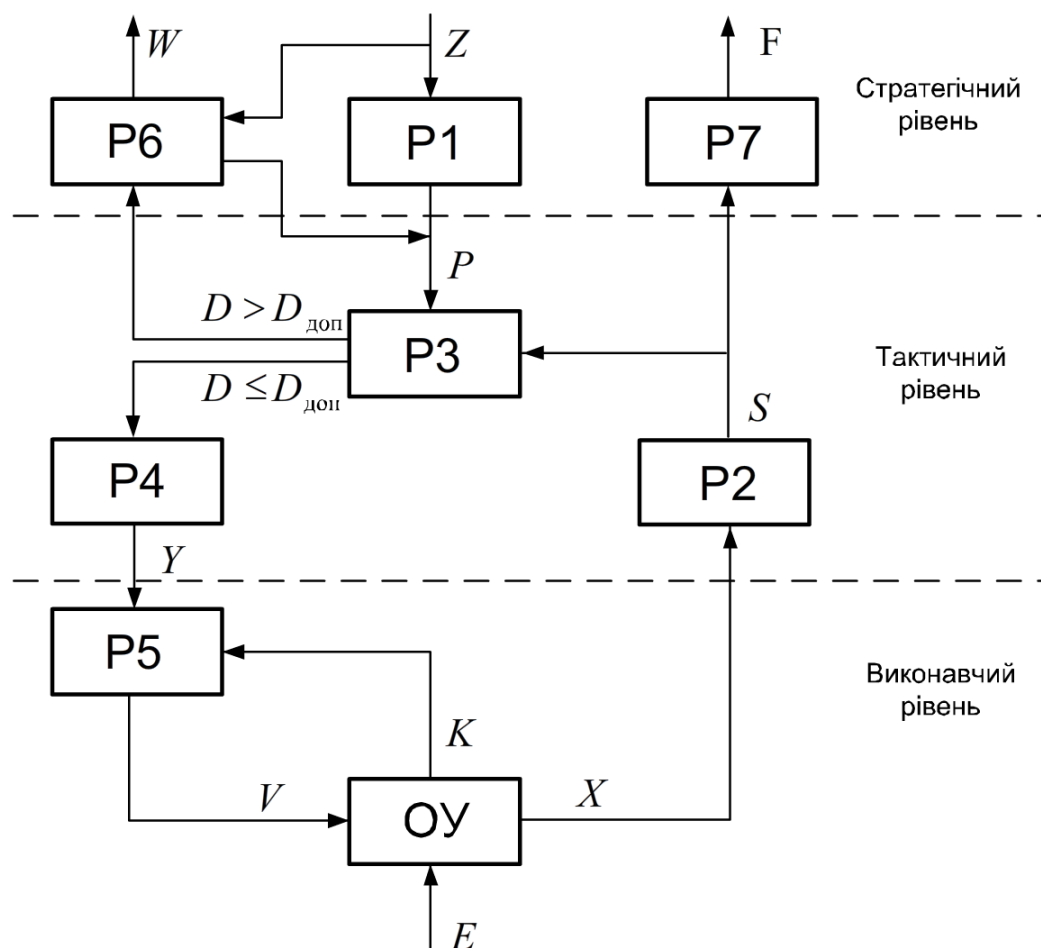 W
Z
F
P6
P1
P7
Стратегічний
рівень
P
D > Dдоп
P3
D ≤ Dдоп
Тактичний
рівень
S
P4
P2
Y
P5
Виконавчий
рівень
K
V
ОУ
X
E